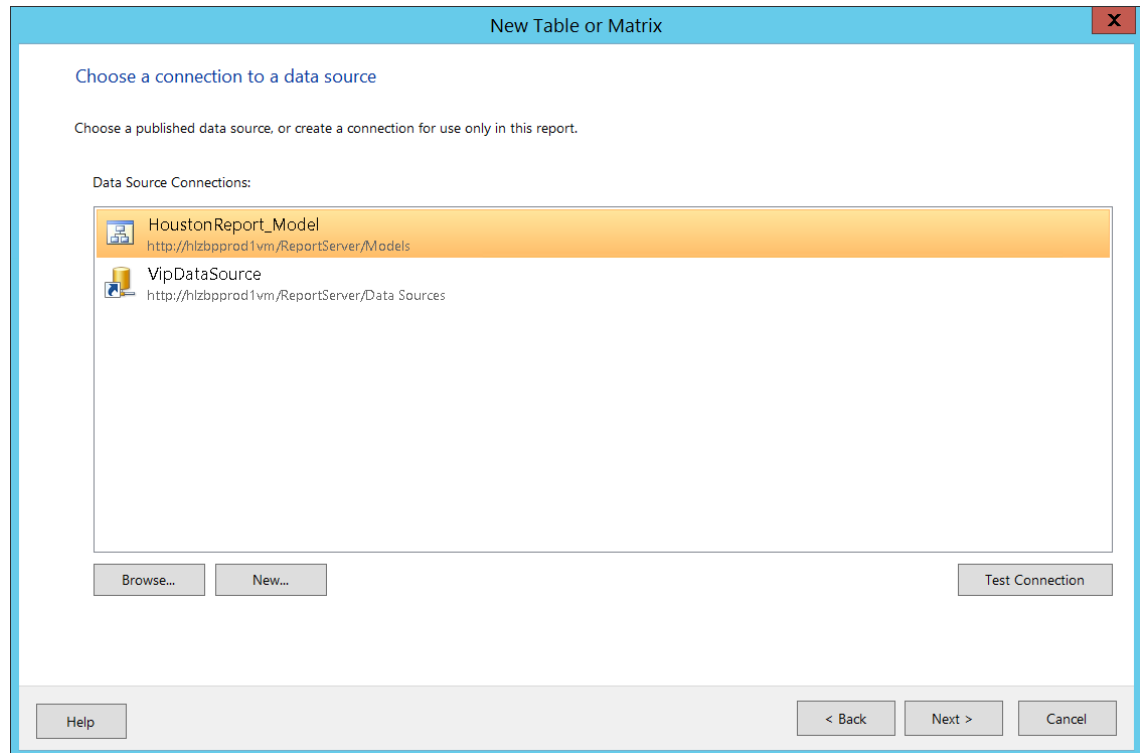 New Table or Matrix
X
Choose a connection to a data source
Choose a published data source, or create a connection for use only in this report.
Data Source Connections:
HoustonReport_Model
http://hlzbpprod1vm/ReportServer/Models
VipDataSource
http://hlzbpprod1vm/ReportServer/Data Sources
Browse... New... Test Connection
Help < Back Next > Cancel